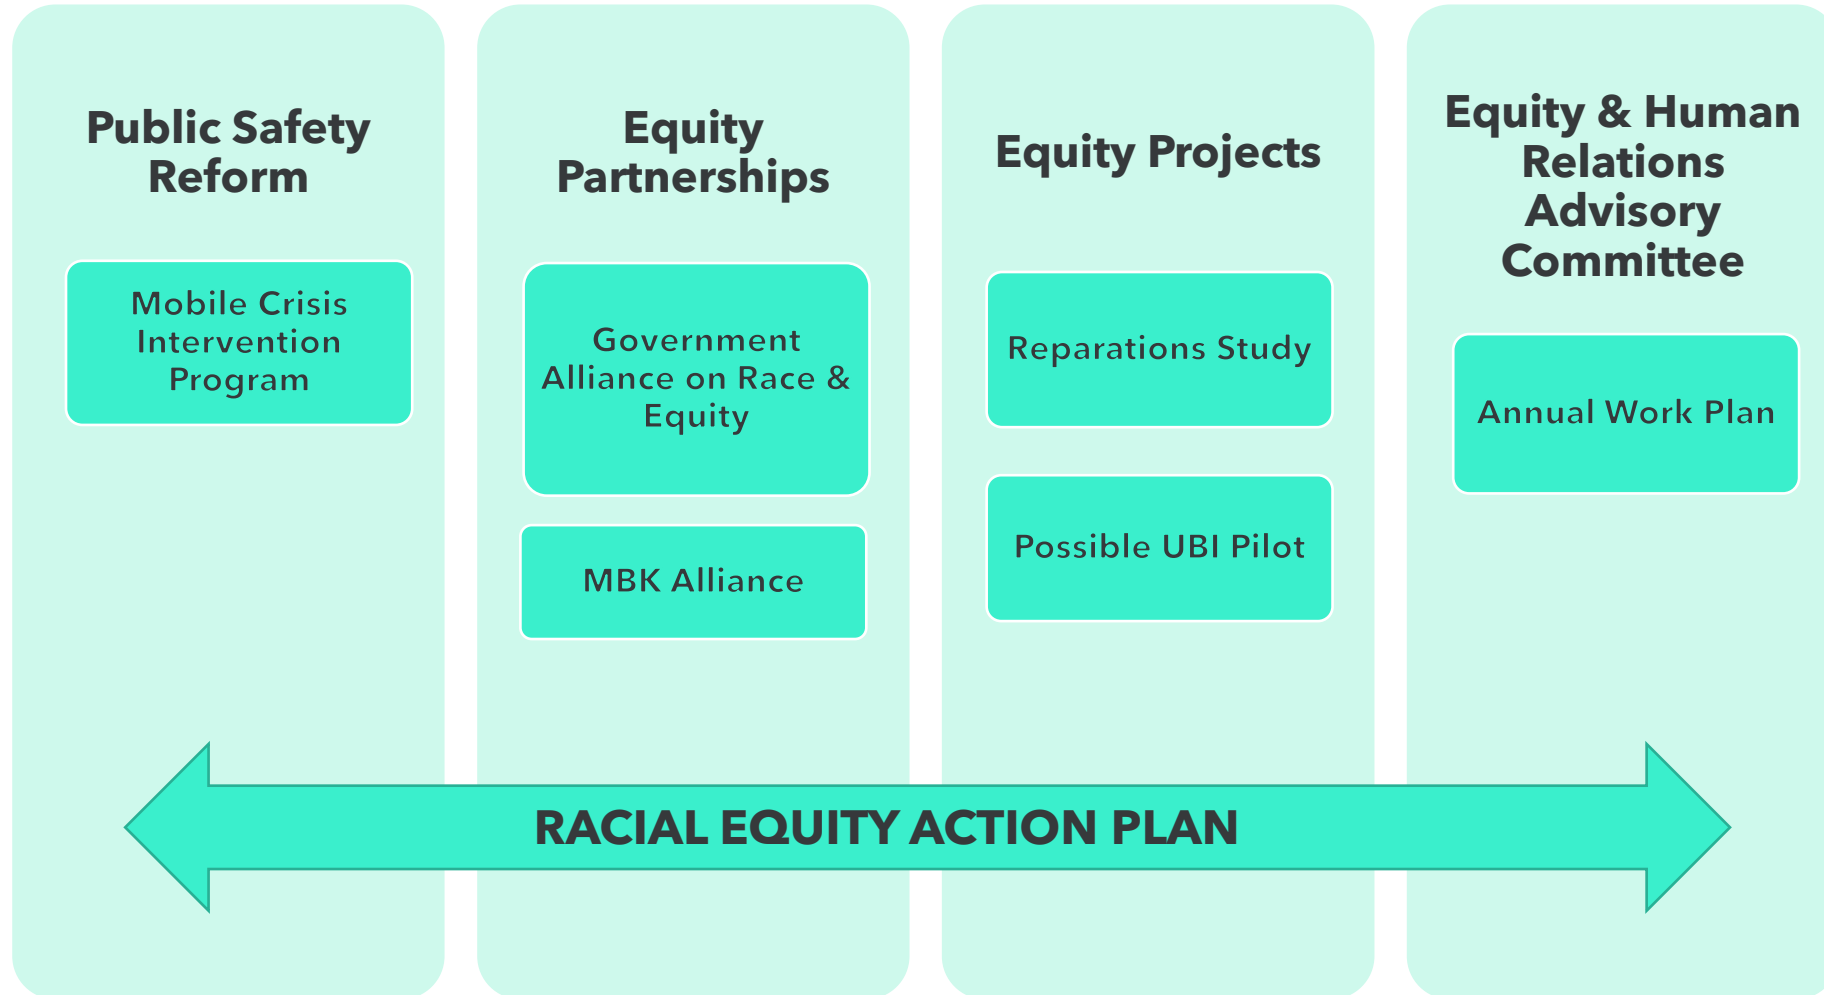 Public Safety
Reform
Mobile Crisis
Intervention
Program
Equity
Partnerships
Government
Alliance on Race &
Equity
MBK Alliance
Equity Projects
Reparations Study
Possible UBI Pilot
Equity & Human
Relations
Advisory
Committee
Annual Work Plan
RACIAL EQUITY ACTION PLAN